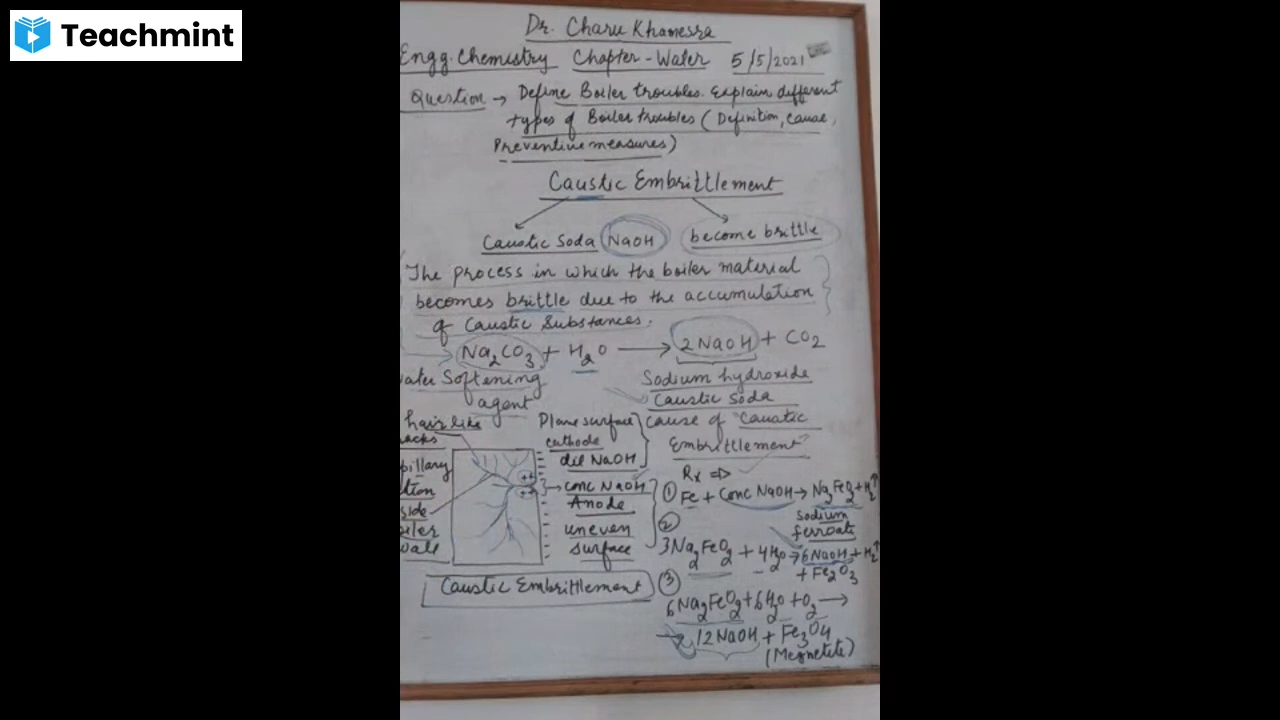 Teachmint
Dr. Charu Khamesra
Engg. Chemistry Chapter - Water 5/5/2021
Question → Define Boiler troubles. Explain different
types of Boiler troubles (Definition, Cause,
Preventive measures)
Caustic Embrittlement
Caustic Soda NaOH become brittle
The process in which the boiler material
becomes brittle due to the accumulation
of Caustic Substances.
Na2CO3 + H2O → 2NaOH + CO2
water Softening
agent
Sodium hydroxide
Caustic soda
cause of "Caustic
Embrittlement"
hair like
Plane surface
cathode
dil NaOH
→ conc NaOH
Anode
uneven
surface
Caustic Embrittlement
Rx ⇒
① Fe + Conc NaOH → Na2FeO2 + H2↑
Sodium
ferroate
②
3Na2FeO2 + 4H2O → 6NaOH + H2↑
+ Fe2O3
③
6Na2FeO2 + 6H2O + O2 →
→ 12NaOH + Fe3O4
(Megnetite)